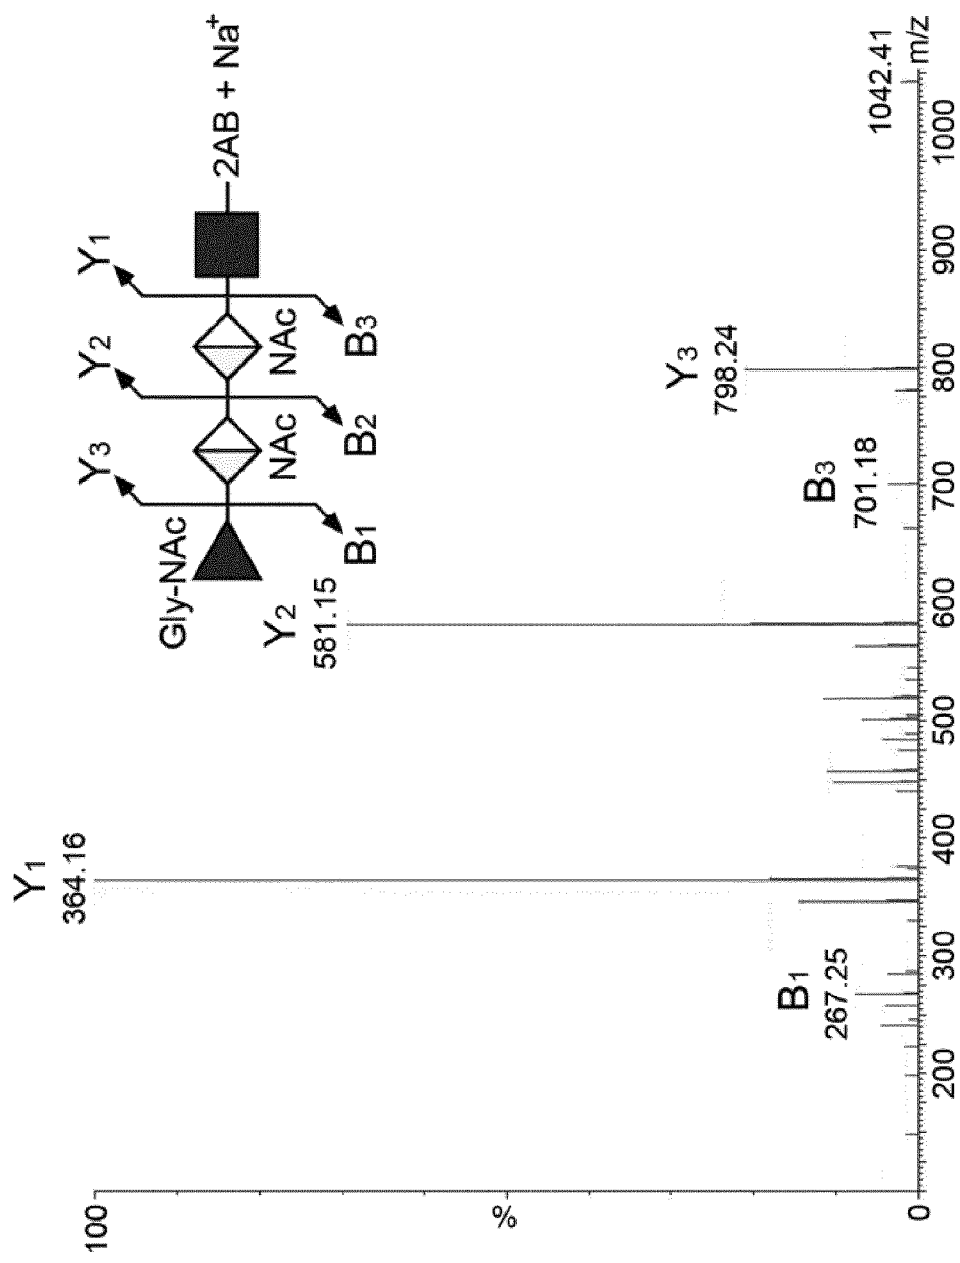 Gly-NAc
NAc
NAc
2AB + Na+
Y3
Y2
Y1
B1
B2
B3
Y1
364.16
Y2
581.15
Y3
798.24
B3
701.18
B1
267.25
1042.41
100
%
0
200
300
400
500
600
700
800
900
1000
m/z